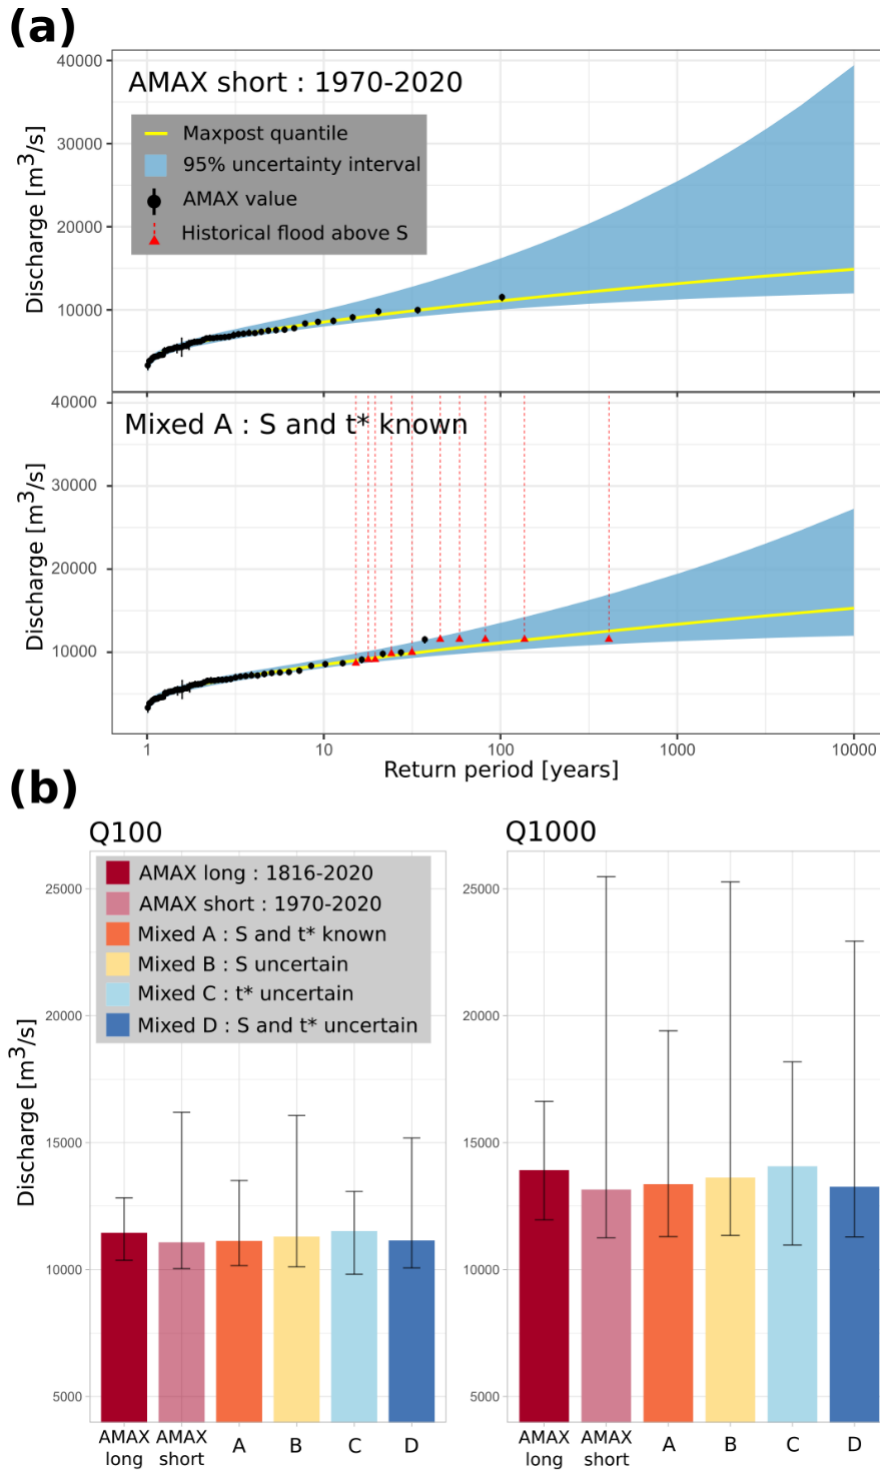 (a)
AMAX short : 1970-2020
Maxpost quantile
95% uncertainty interval
AMAX value
Historical flood above S
Discharge [m³/s]
40000
30000
20000
10000
Mixed A : S and t* known
Discharge [m³/s]
40000
30000
20000
10000
1 10 100 1000 10000
Return period [years]
(b)
Q100
AMAX long : 1816-2020
AMAX short : 1970-2020
Mixed A : S and t* known
Mixed B : S uncertain
Mixed C : t* uncertain
Mixed D : S and t* uncertain
Discharge [m³/s]
25000
20000
15000
10000
5000
AMAX long
AMAX short
A
B
C
D
Q1000
25000
20000
15000
10000
5000
AMAX long
AMAX short
A
B
C
D